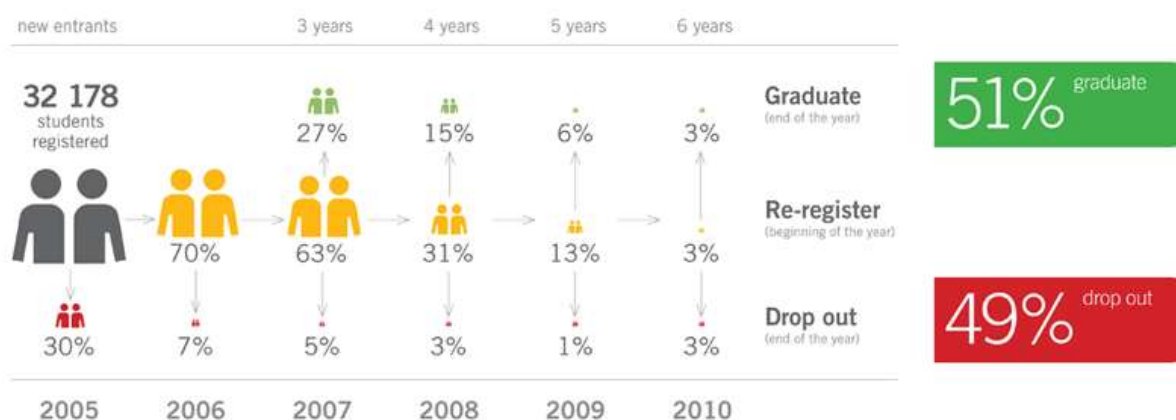 new entrants 3 years 4 years 5 years 6 years
32 178
students
registered
27% 15% 6% 3%
Graduate
(end of the year)
51% graduate
70% 63% 31% 13% 3%
Re-register
(beginning of the year)
30% 7% 5% 3% 1% 3%
Drop out
(end of the year)
49% drop out
2005 2006 2007 2008 2009 2010